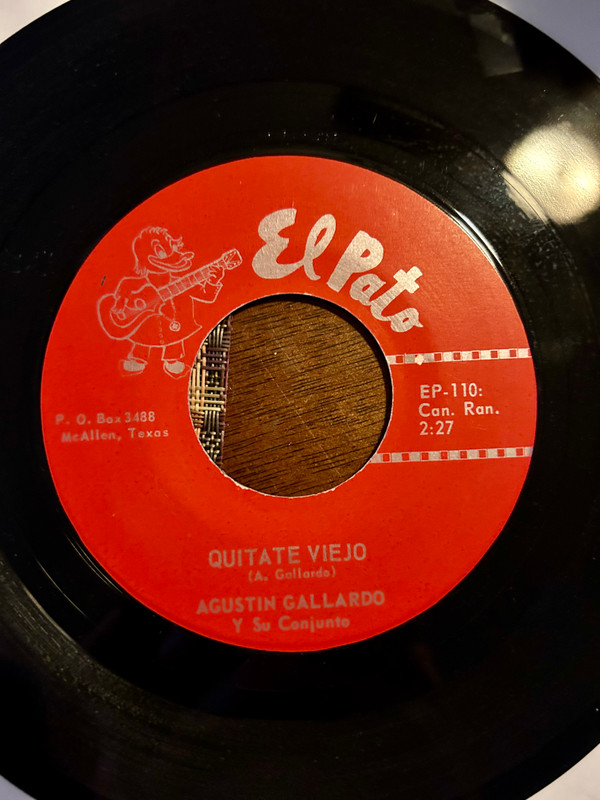 El Pato
P. O. Box 3488
McAllen, Texas
EP-110:
Can. Ran.
2:27
QUITATE VIEJO
(A. Gallardo)
AGUSTIN GALLARDO
Y Su Conjunto